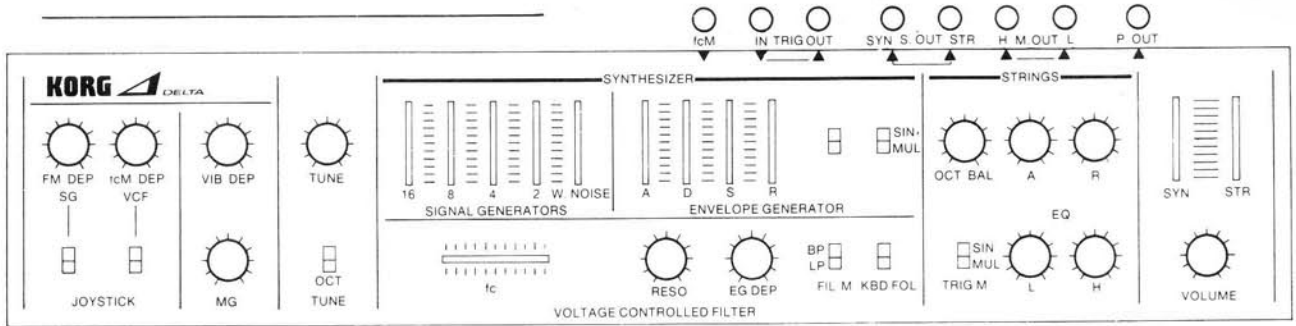 fcM IN TRIG OUT SYN S. OUT STR H M.OUT L P OUT
KORG DELTA
SYNTHESIZER
STRINGS
FM DEP fcM DEP
SG VCF
JOYSTICK
VIB DEP
MG
TUNE
OCT
TUNE
16 8 4 2 W. NOISE
SIGNAL GENERATORS
A D S R
ENVELOPE GENERATOR
SIN·
MUL
fc
RESO
EG DEP
BP
LP
FIL M
KBD FOL
VOLTAGE CONTROLLED FILTER
OCT BAL A R
EQ
SIN
MUL
TRIG M L H
SYN STR
VOLUME